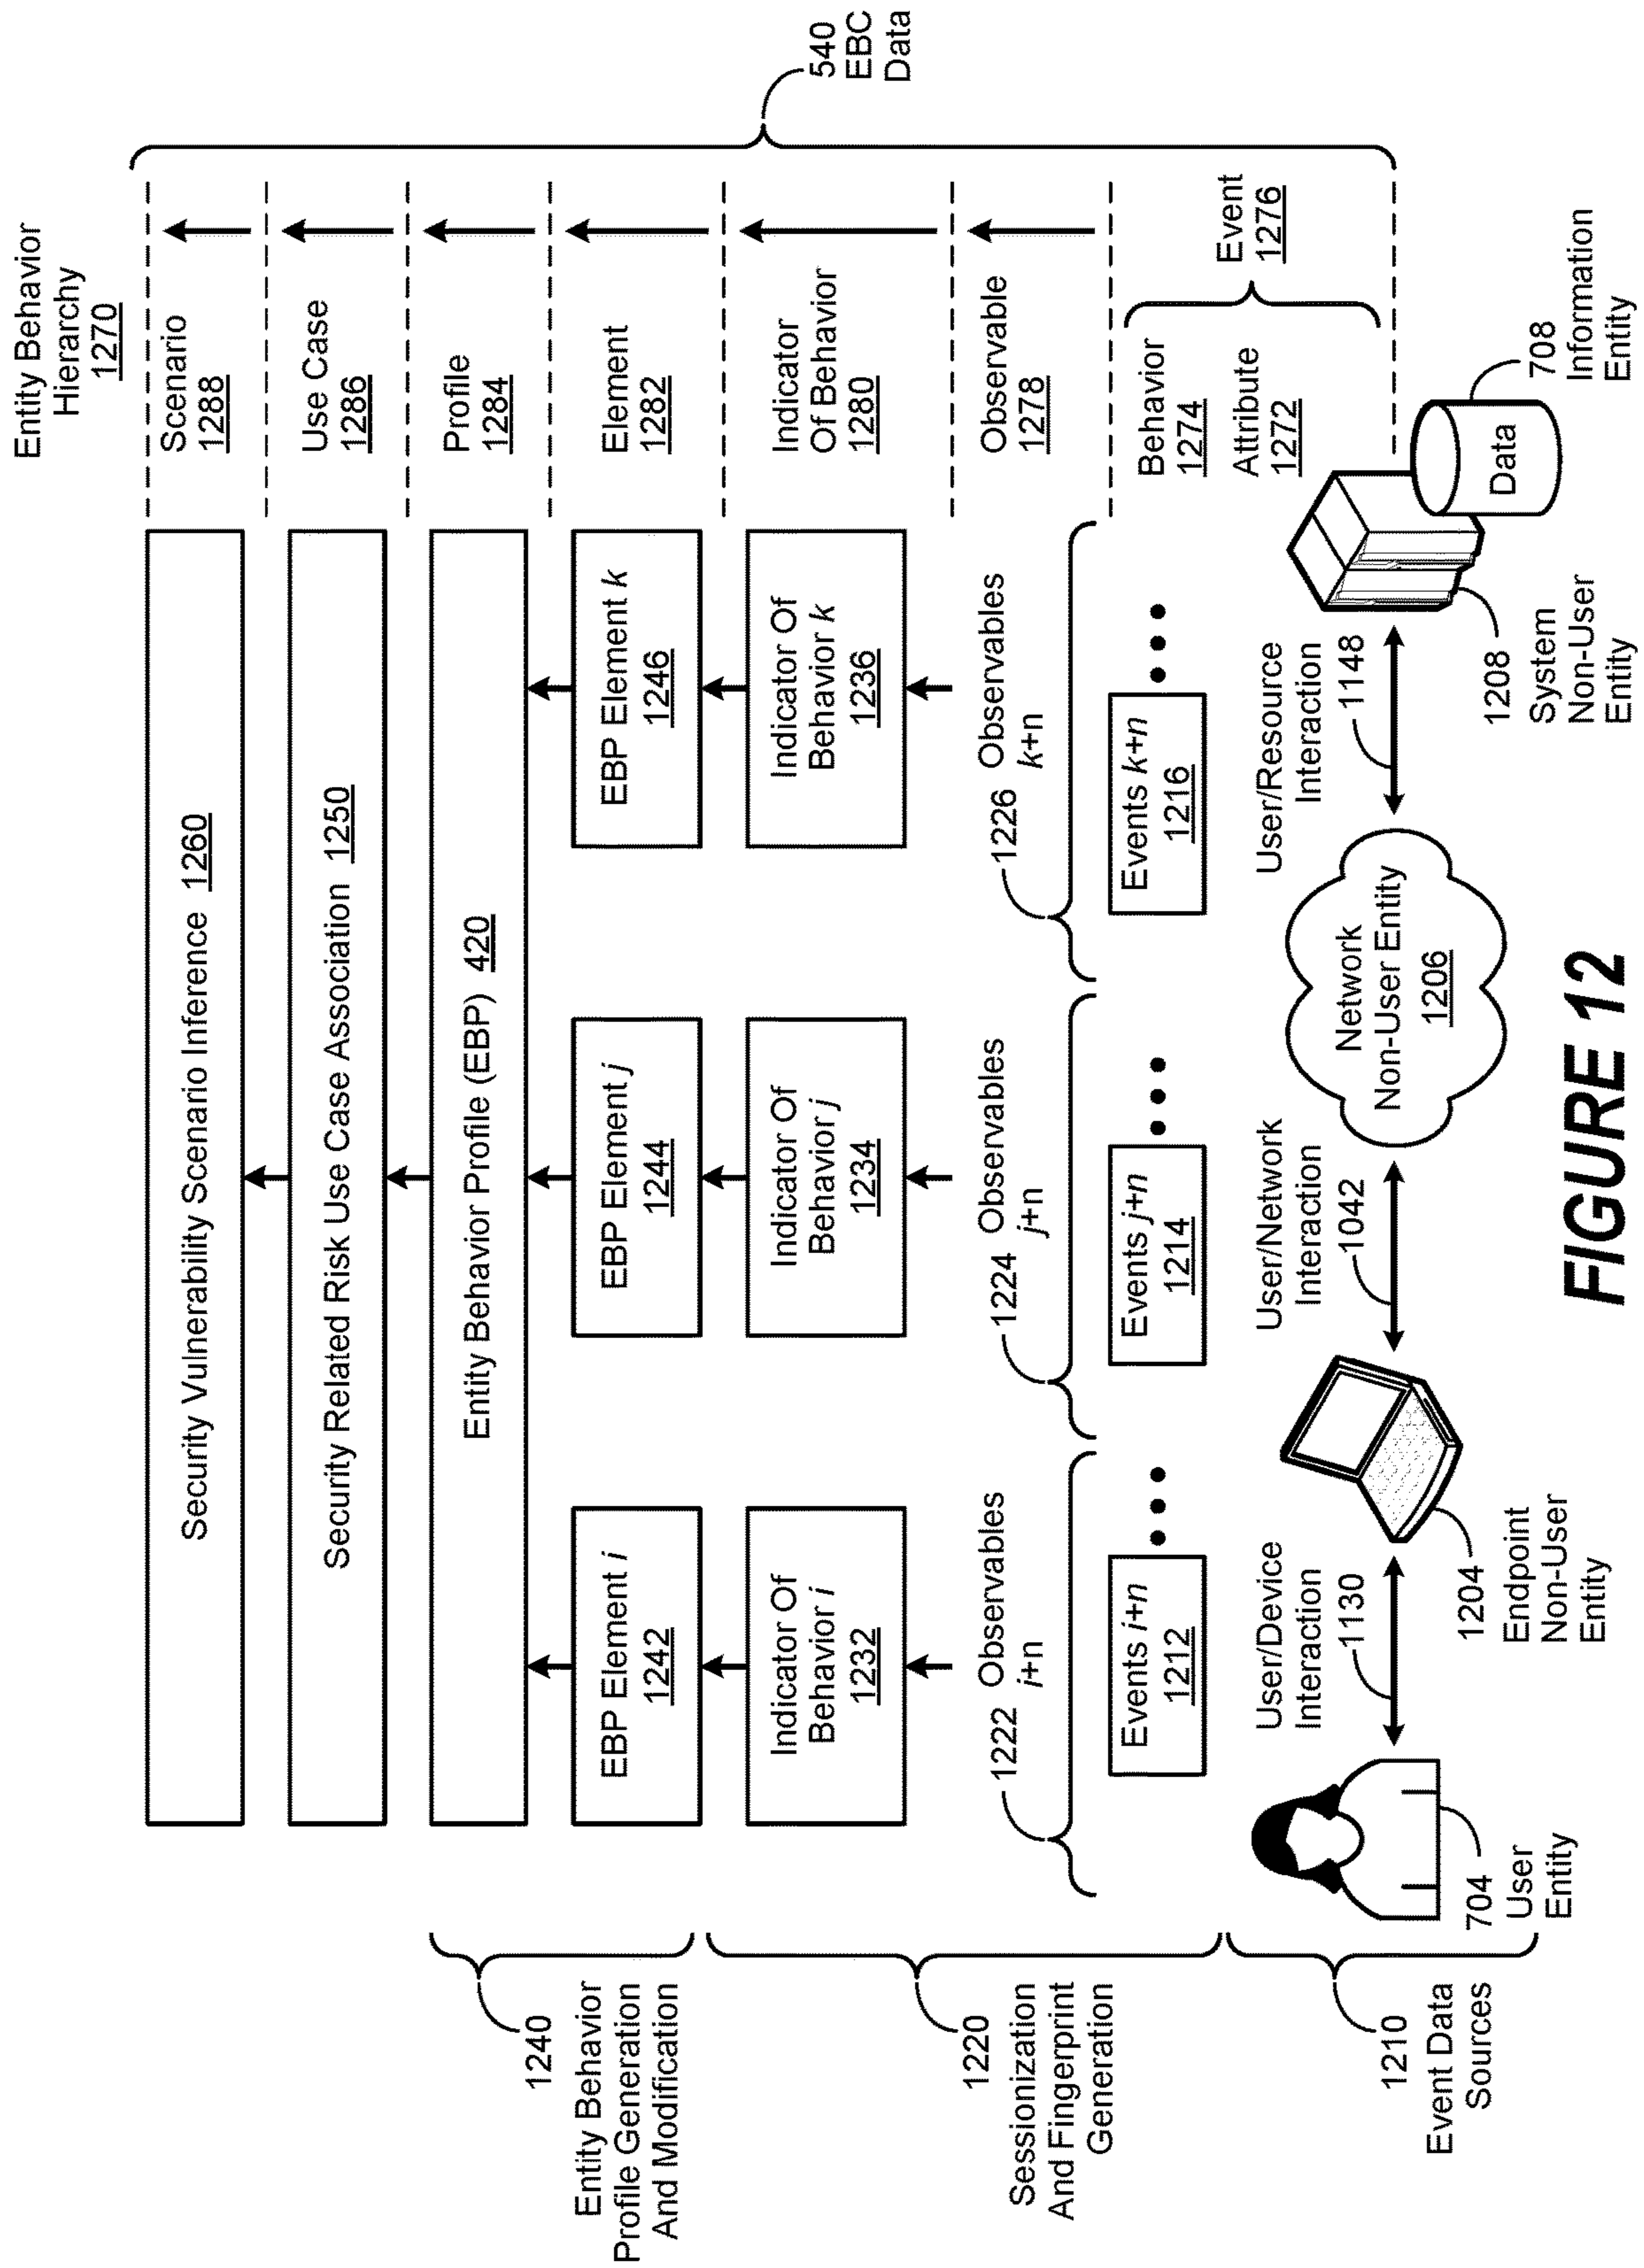 Entity Behavior
Hierarchy
1270
Security Vulnerability Scenario Inference 1260
Scenario
1288
Security Related Risk Use Case Association 1250
Use Case
1286
1240
Entity Behavior
Profile Generation
And Modification
Entity Behavior Profile (EBP) 420
Profile
1284
EBP Element i
1242
EBP Element j
1244
EBP Element k
1246
Element
1282
540
EBC
Data
1220
Sessionization
And Fingerprint
Generation
Indicator Of
Behavior i
1232
Indicator Of
Behavior j
1234
Indicator Of
Behavior k
1236
Indicator
Of Behavior
1280
1222
Observables
i+n
1224
Observables
j+n
1226
Observables
k+n
Observable
1278
Events i+n
1212
Events j+n
1214
Events k+n
1216
Behavior
1274
Attribute
1272
Event
1276
1210
Event Data
Sources
User/Device
Interaction
1130
User/Network
Interaction
1042
Network
Non-User Entity
1206
User/Resource
Interaction
1148
Data
704
User
Entity
1204
Endpoint
Non-User
Entity
1208
System
Non-User
Entity
708
Information
Entity
FIGURE 12